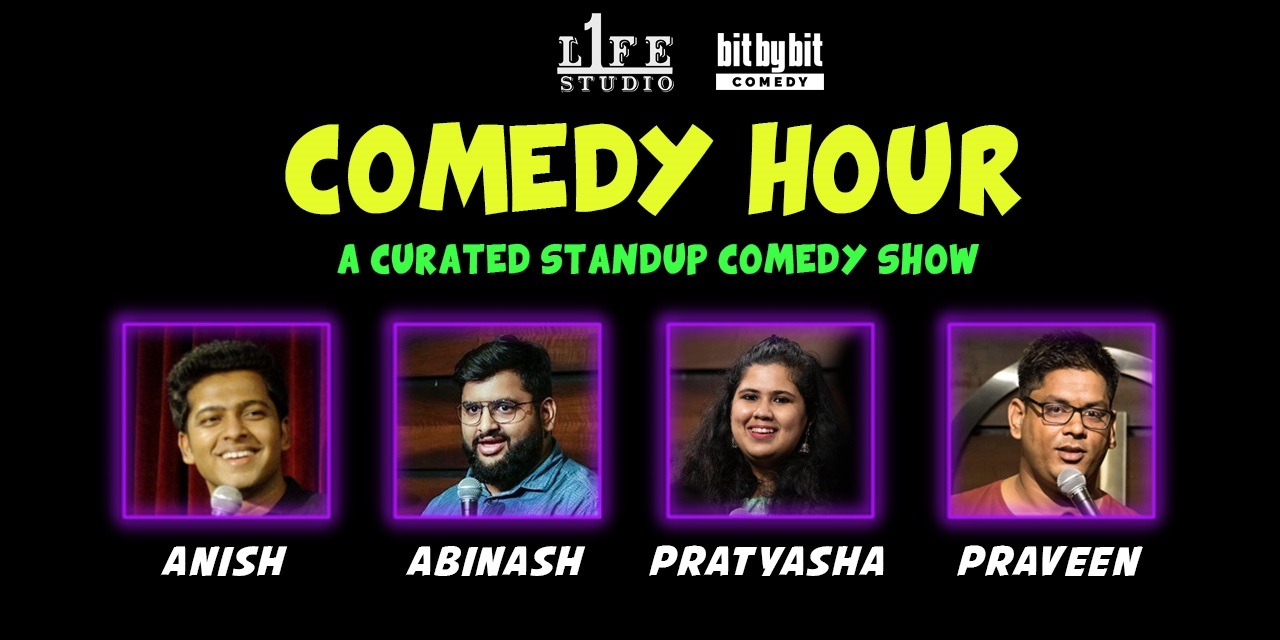 L1FE
STUDIO
bit by bit
COMEDY
COMEDY HOUR
A CURATED STANDUP COMEDY SHOW
ANISH
ABINASH
PRATYASHA
PRAVEEN